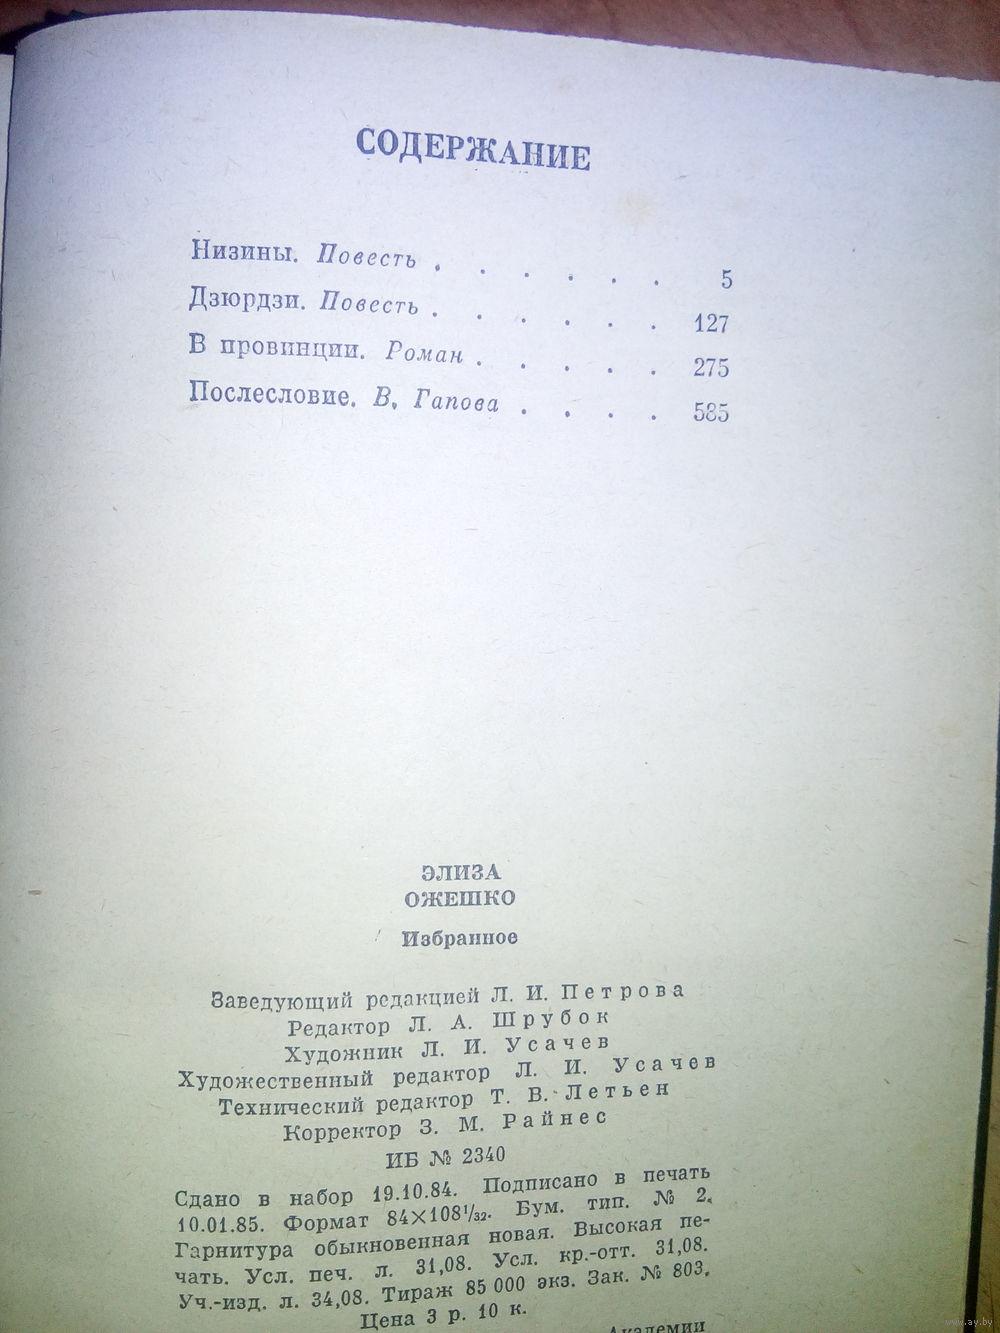 СОДЕРЖАНИЕ
Низины. Повесть . . . . . . 5
Дзюрдзи. Повесть . . . . . . 127
В провинции. Роман . . . . . 275
Послесловие. В. Гапова . . . . 585
ЭЛИЗА
ОЖЕШКО
Избранное
Заведующий редакцией Л. И. Петрова
Редактор Л. А. Шрубок
Художник Л. И. Усачев
Художественный редактор Л. И. Усачев
Технический редактор Т. В. Летьен
Корректор З. М. Райнес
ИБ № 2340
Сдано в набор 19.10.84. Подписано в печать
10.01.85. Формат 84×108¹/₃₂. Бум. тип. № 2.
Гарнитура обыкновенная новая. Высокая пе-
чать. Усл. печ. л. 31,08. Усл. кр.-отт. 31,08.
Уч.-изд. л. 34,08. Тираж 85 000 экз. Зак. № 803.
Цена 3 р. 10 к.
Академии
www.ay.by